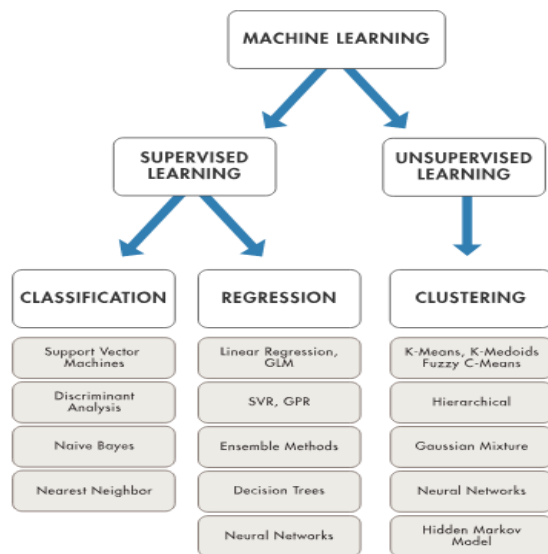 MACHINE LEARNING
SUPERVISED
LEARNING
UNSUPERVISED
LEARNING
CLASSIFICATION
Support Vector
Machines
Discriminant
Analysis
Naive Bayes
Nearest Neighbor
REGRESSION
Linear Regression,
GLM
SVR, GPR
Ensemble Methods
Decision Trees
Neural Networks
CLUSTERING
K-Means, K-Medoids
Fuzzy C-Means
Hierarchical
Gaussian Mixture
Neural Networks
Hidden Markov
Model